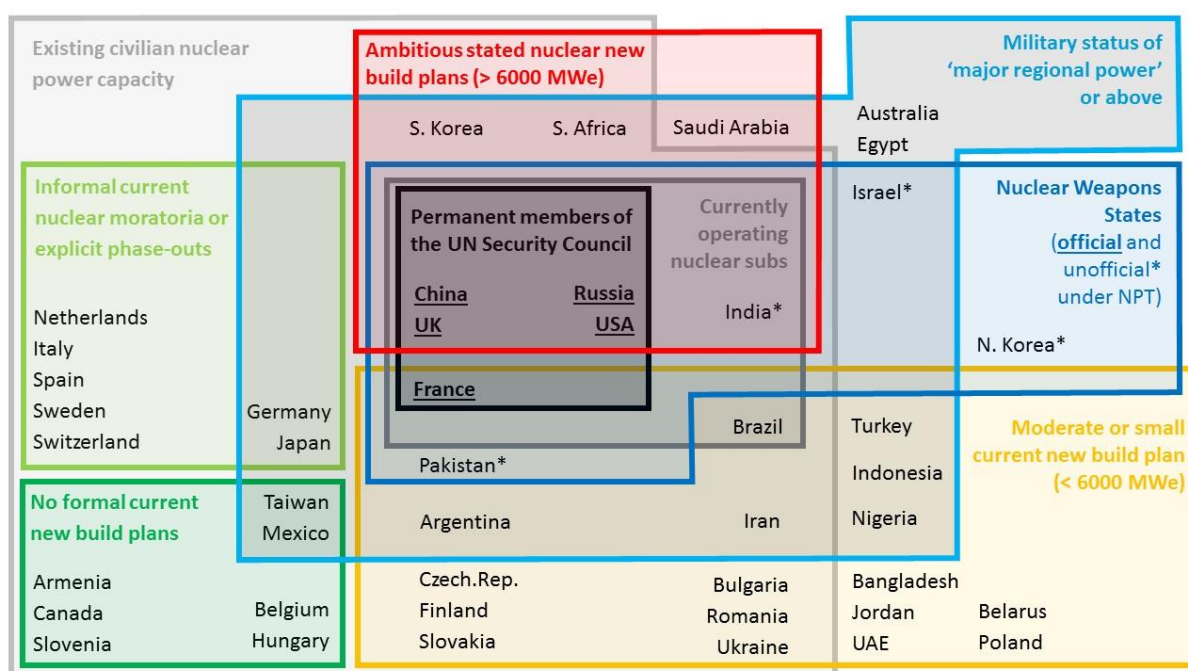 Existing civilian nuclear
power capacity
Ambitious stated nuclear new
build plans (> 6000 MWe)
Military status of
‘major regional power’
or above
S. Korea
S. Africa
Saudi Arabia
Australia
Egypt
Informal current
nuclear moratoria or
explicit phase-outs
Netherlands
Italy
Spain
Sweden
Switzerland
Germany
Japan
Permanent members of
the UN Security Council
China
Russia
UK
USA
France
Currently
operating
nuclear subs
India*
Brazil
Israel*
Nuclear Weapons
States
(official and
unofficial*
under NPT)
N. Korea*
Pakistan*
Turkey
Indonesia
Nigeria
Moderate or small
current new build plan
(< 6000 MWe)
No formal current
new build plans
Taiwan
Mexico
Armenia
Canada
Slovenia
Belgium
Hungary
Argentina
Iran
Czech.Rep.
Finland
Slovakia
Bulgaria
Romania
Ukraine
Bangladesh
Jordan
UAE
Belarus
Poland